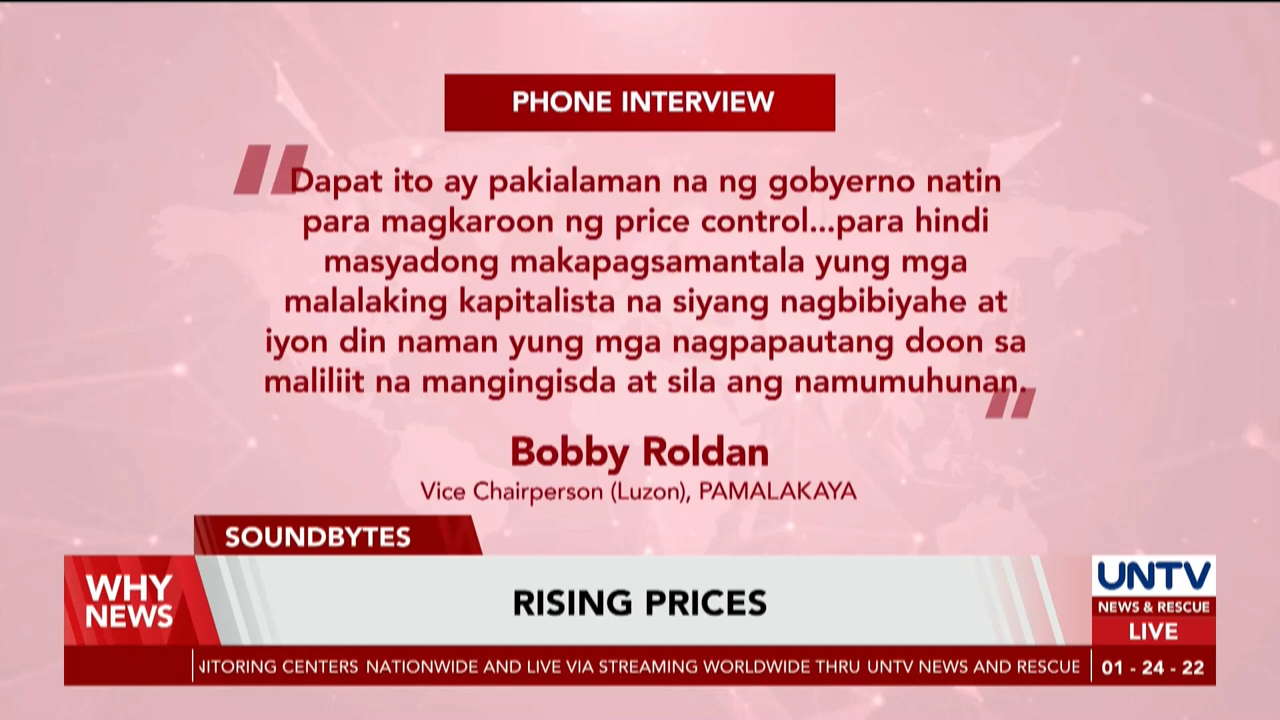 PHONE INTERVIEW
Dapat ito ay pakialaman na ng gobyerno natin
para magkaroon ng price control...para hindi
masyadong makapagsamantala yung mga
malalaking kapitalista na siyang nagbibiyahe at
iyon din naman yung mga nagpapautang doon sa
maliliit na mangingisda at sila ang namumuhunan.
Bobby Roldan
Vice Chairperson (Luzon), PAMALAKAYA
SOUNDBYTES
WHY
NEWS
RISING PRICES
UNTV
NEWS & RESCUE
LIVE
CENTERS NATIONWIDE AND LIVE VIA STREAMING WORLDWIDE THRU UNTV NEWS AND RESCUE
01 - 24 - 22